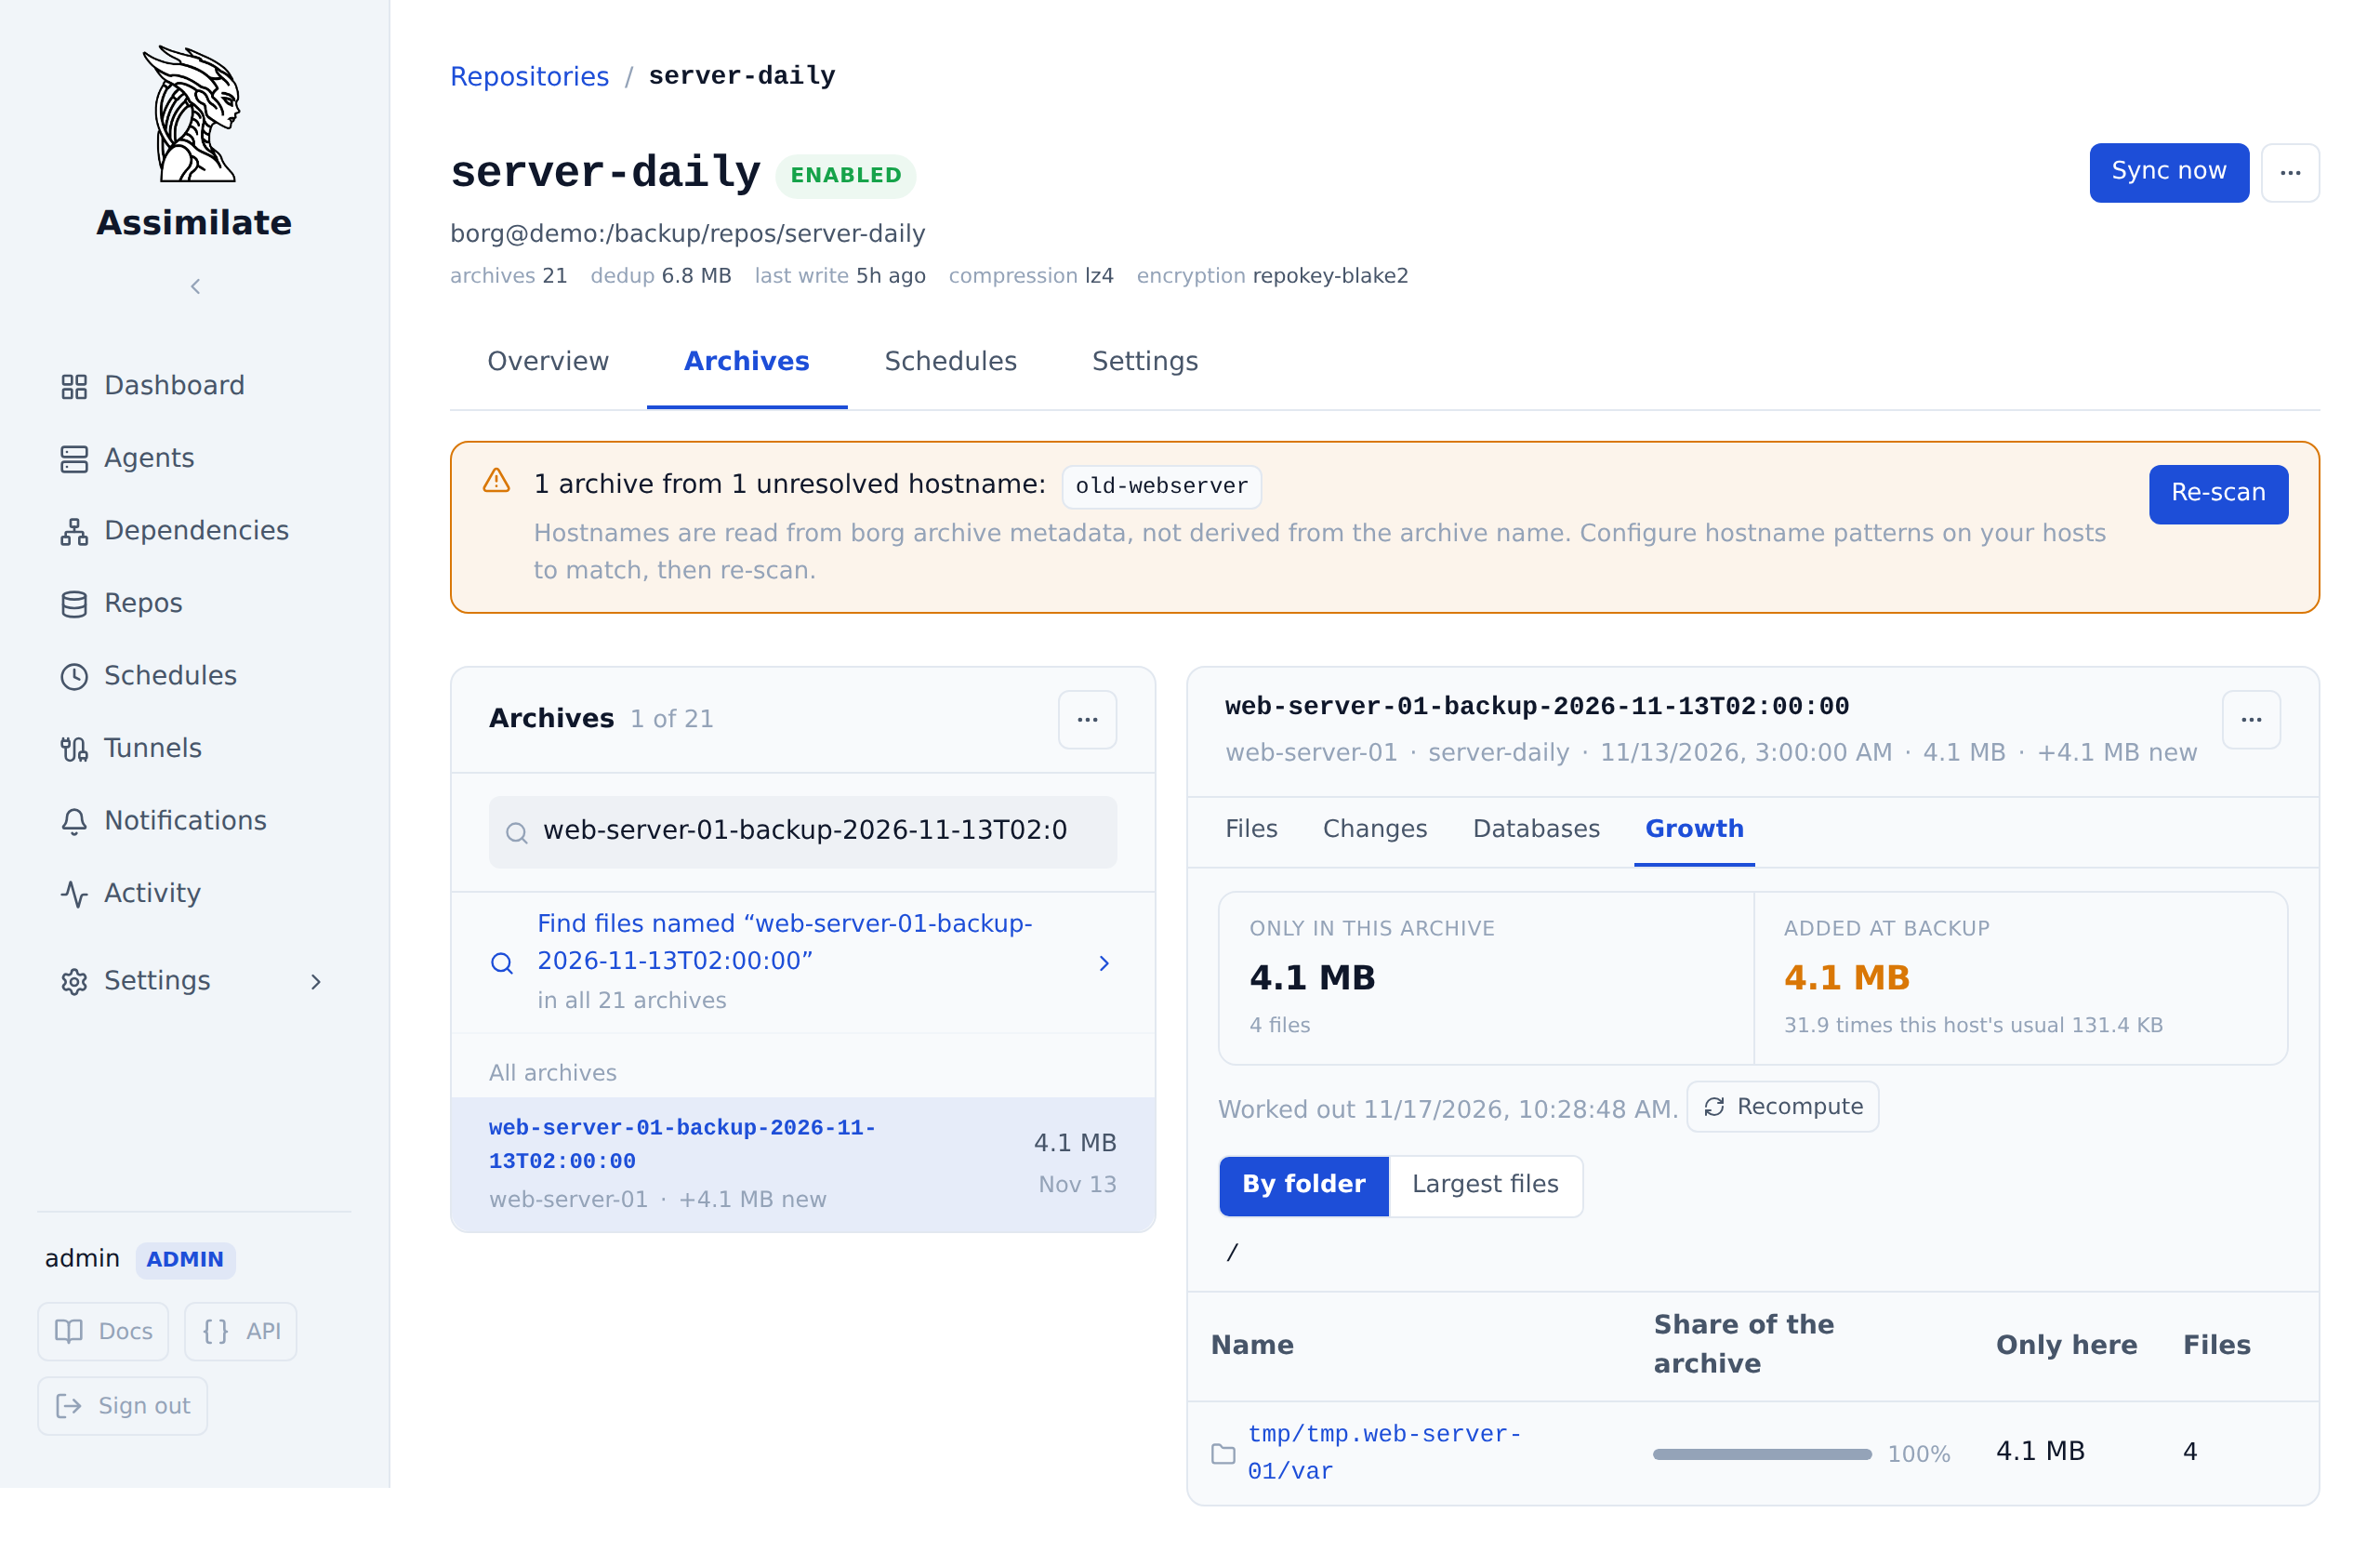 Assimilate
Dashboard
Agents
Dependencies
Repos
Schedules
Tunnels
Notifications
Activity
Settings
admin ADMIN
Docs
{ } API
Sign out
Repositories / server-daily
server-daily ENABLED
Sync now
...
borg@demo:/backup/repos/server-daily
archives 21 dedup 6.8 MB last write 5h ago compression lz4 encryption repokey-blake2
Overview Archives Schedules Settings
1 archive from 1 unresolved hostname: old-webserver
Hostnames are read from borg archive metadata, not derived from the archive name. Configure hostname patterns on your hosts
to match, then re-scan.
Re-scan
Archives 1 of 21
...
web-server-01-backup-2026-11-13T02:0
Find files named “web-server-01-backup-
2026-11-13T02:00:00”
in all 21 archives
All archives
web-server-01-backup-2026-11-
13T02:00:00
web-server-01 · +4.1 MB new
4.1 MB
Nov 13
web-server-01-backup-2026-11-13T02:00:00
web-server-01 · server-daily · 11/13/2026, 3:00:00 AM · 4.1 MB · +4.1 MB new
...
Files Changes Databases Growth
ONLY IN THIS ARCHIVE
4.1 MB
4 files
ADDED AT BACKUP
4.1 MB
31.9 times this host's usual 131.4 KB
Worked out 11/17/2026, 10:28:48 AM. Recompute
By folder Largest files
/
Name
Share of the
archive
Only here
Files
tmp/tmp.web-server-
01/var
100%
4.1 MB
4